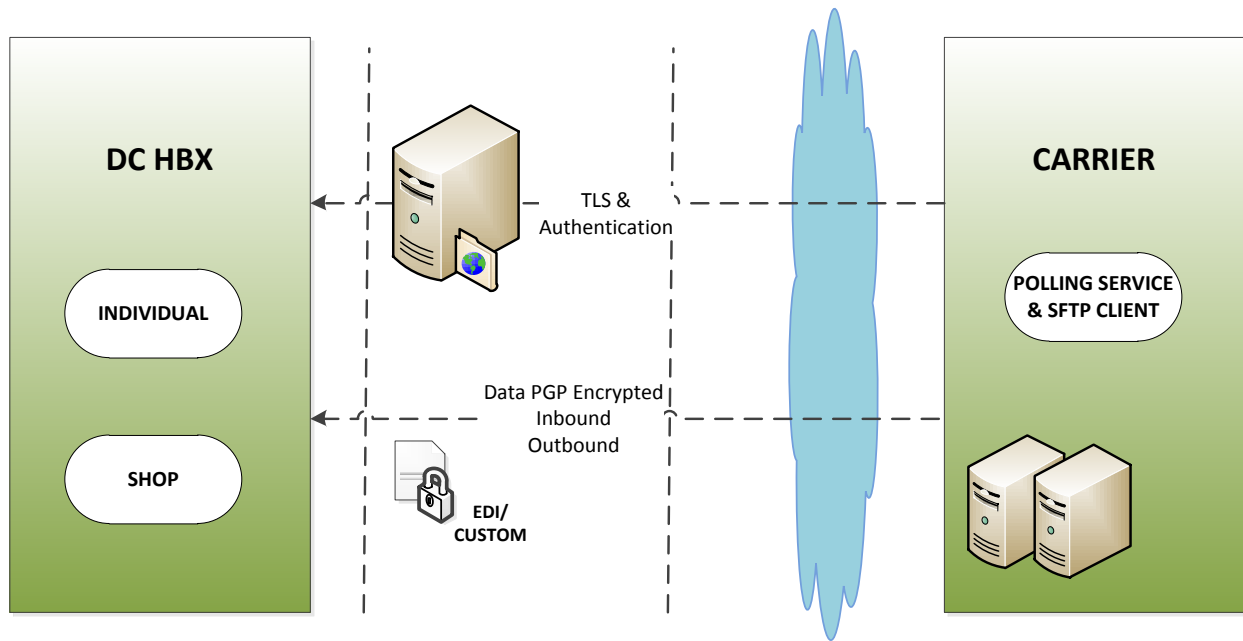 DC HBX
INDIVIDUAL
SHOP
TLS &
Authentication
Data PGP Encrypted
Inbound
Outbound
EDI/
CUSTOM
CARRIER
POLLING SERVICE
& SFTP CLIENT